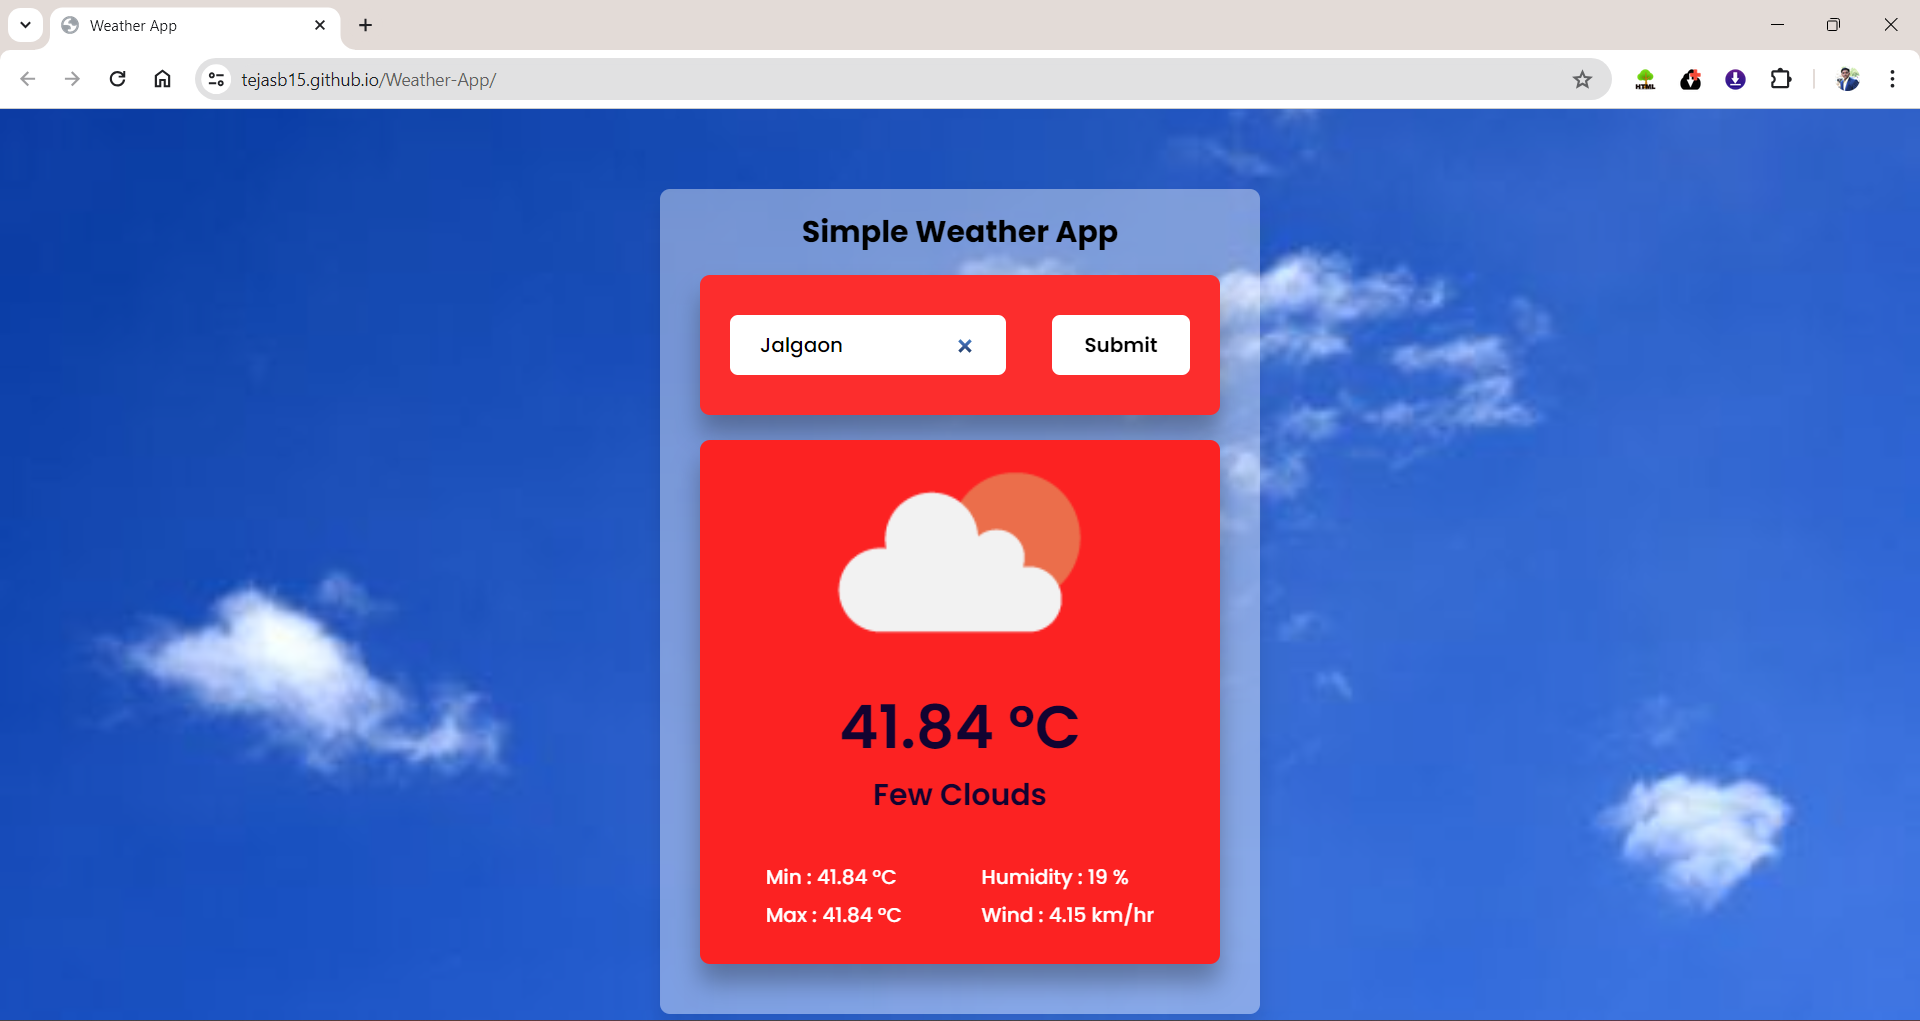 Weather App
tejasb15.github.io/Weather-App/
HTML
Simple Weather App
Jalgaon
Submit
41.84 °C
Few Clouds
Min : 41.84 °C
Humidity : 19 %
Max : 41.84 °C
Wind : 4.15 km/hr